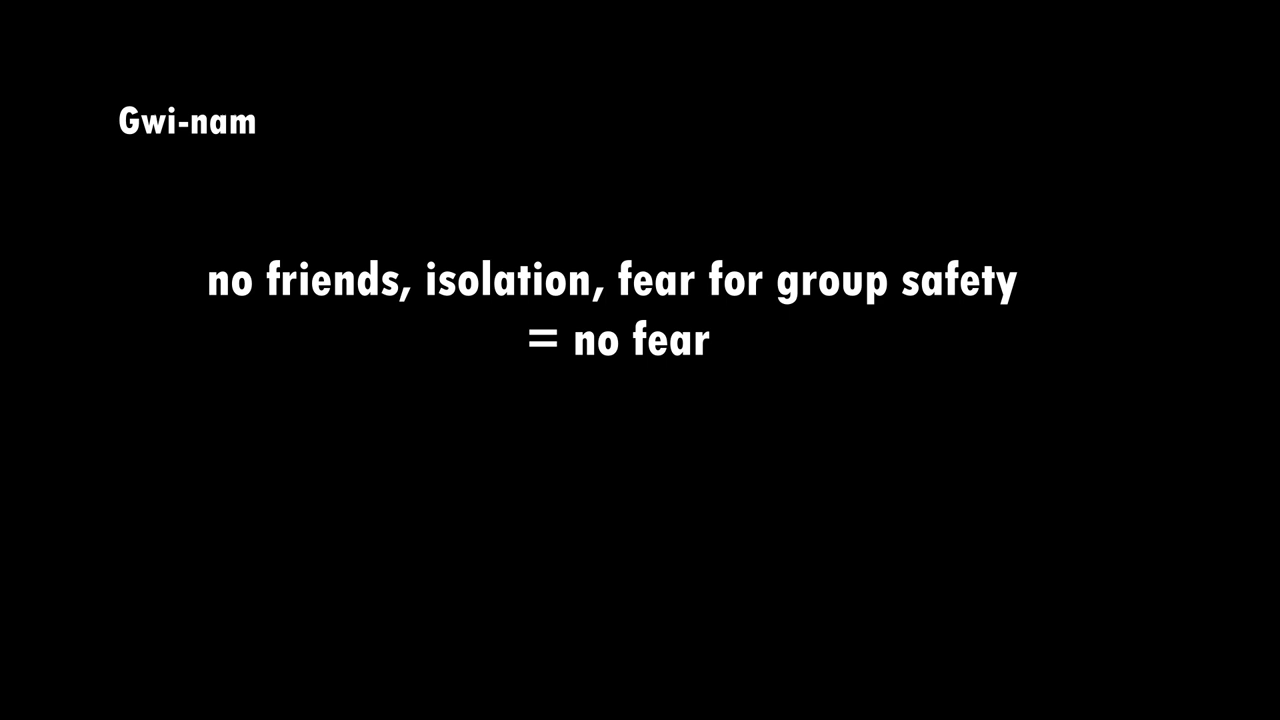 Gwi-nam
no friends, isolation, fear for group safety
= no fear